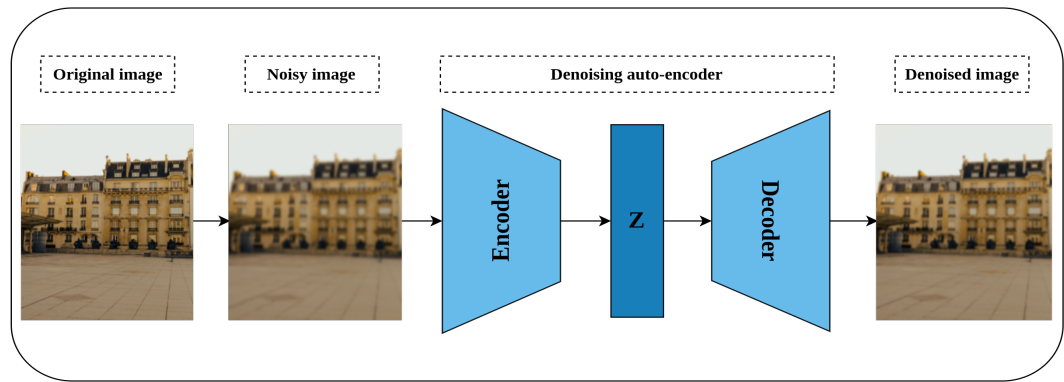 Original image
Noisy image
Denoising auto-encoder
Denoised image
Encoder
Z
Decoder